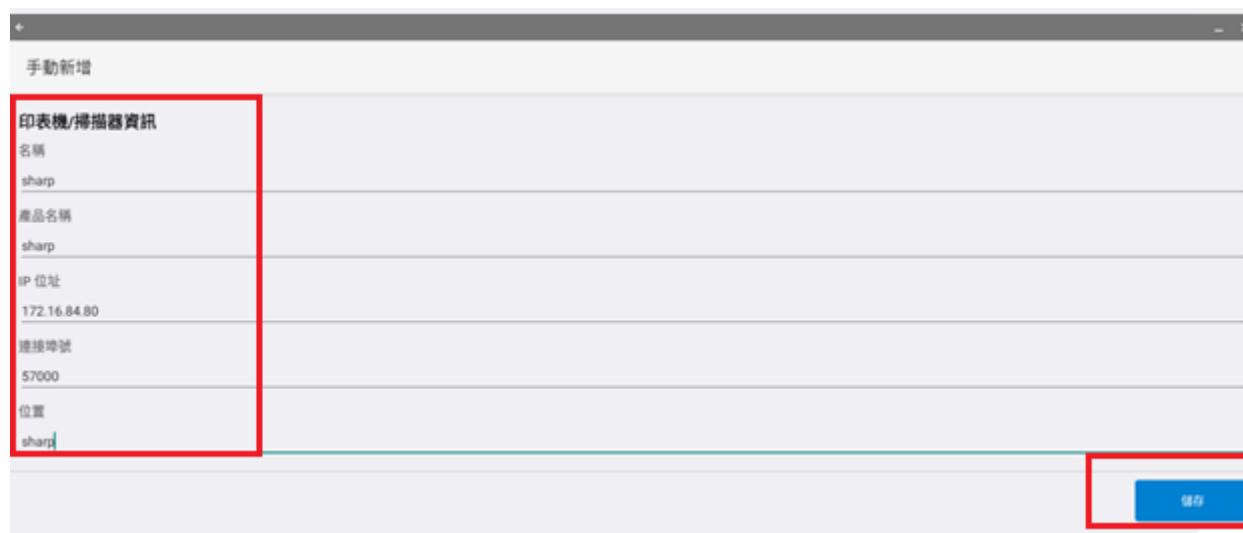 手動新增
印表機/掃描器資訊
名稱
sharp
產品名稱
sharp
IP 位址
172.16.84.80
連接埠號
57000
位置
sharp
儲存